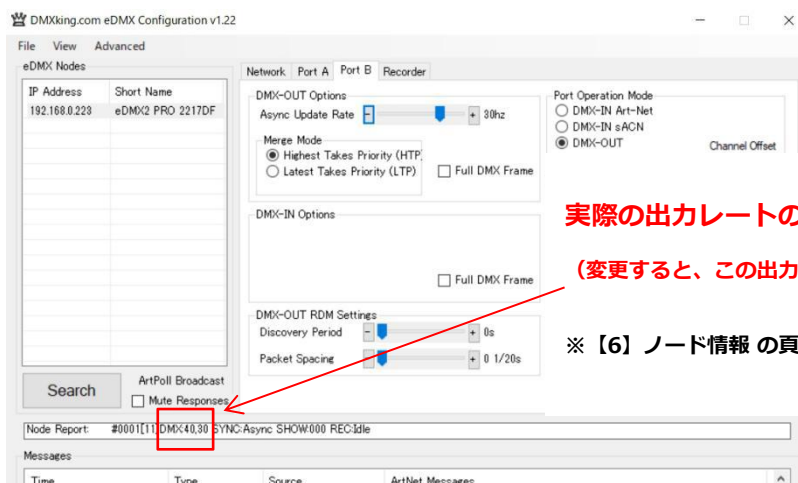 DMXking.com eDMX Configuration v1.22
File View Advanced
eDMX Nodes
IP Address Short Name
192.168.0.223 eDMX2 PRO 2217DF
Search
ArtPoll Broadcast
Mute Responses
Network Port A Port B Recorder
DMX-OUT Options
Async Update Rate - + 30hz
Merge Mode
Highest Takes Priority (HTP)
Latest Takes Priority (LTP)
Full DMX Frame
DMX-IN Options
Full DMX Frame
DMX-OUT RDM Settings
Discovery Period - + 0s
Packet Spacing - + 0 1/20s
Port Operation Mode
DMX-IN Art-Net
DMX-IN sACN
DMX-OUT
Channel Offset
実際の出力レートの
（変更すると、この出力
※【6】ノード情報 の頁
Node Report: #0001[11]DMX:40,30 SYNC:Async SHOW:000 REC:Idle
Messages
Time Type Source ArtNet Messages